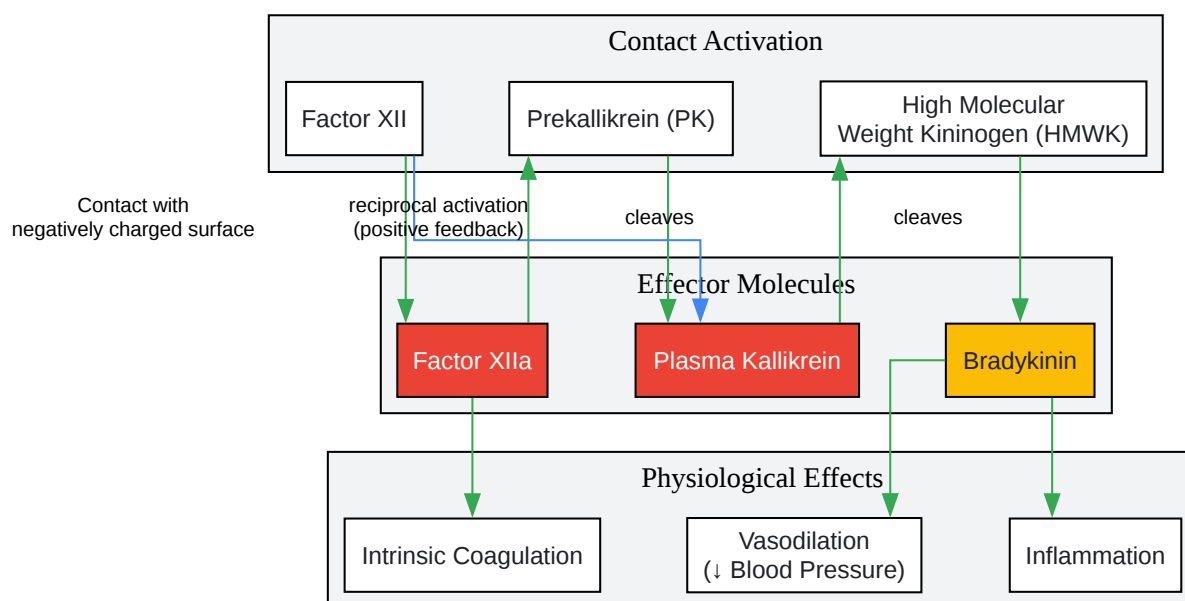 Contact Activation
Factor XII
Prekallikrein (PK)
High Molecular
Weight Kininogen (HMWK)
Contact with
negatively charged surface
reciprocal activation
(positive feedback)
cleaves
cleaves
Effector Molecules
Factor XIIa
Plasma Kallikrein
Bradykinin
Physiological Effects
Intrinsic Coagulation
Vasodilation
(↓ Blood Pressure)
Inflammation